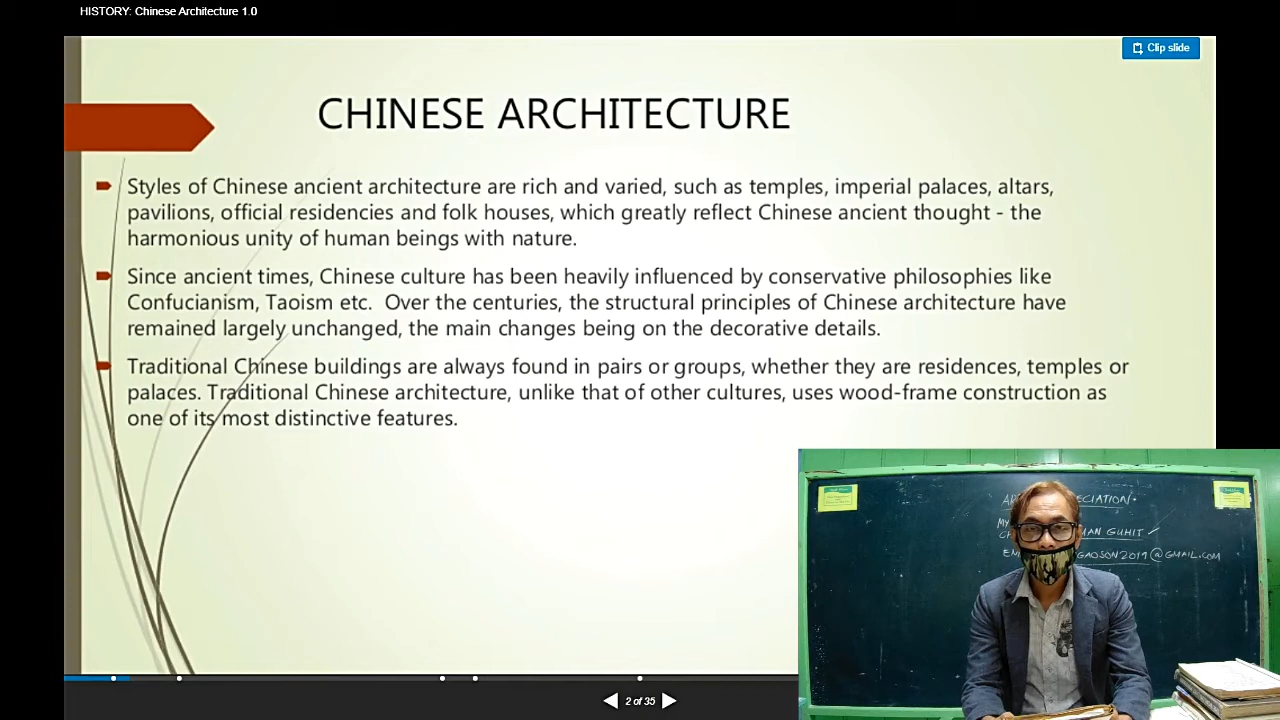 HISTORY: Chinese Architecture 1.0
Clip slide
CHINESE ARCHITECTURE
Styles of Chinese ancient architecture are rich and varied, such as temples, imperial palaces, altars,
pavilions, official residencies and folk houses, which greatly reflect Chinese ancient thought - the
harmonious unity of human beings with nature.
Since ancient times, Chinese culture has been heavily influenced by conservative philosophies like
Confucianism, Taoism etc. Over the centuries, the structural principles of Chinese architecture have
remained largely unchanged, the main changes being on the decorative details.
Traditional Chinese buildings are always found in pairs or groups, whether they are residences, temples or
palaces. Traditional Chinese architecture, unlike that of other cultures, uses wood-frame construction as
one of its most distinctive features.
GUHIT
@GMAIL.COM
2 of 35